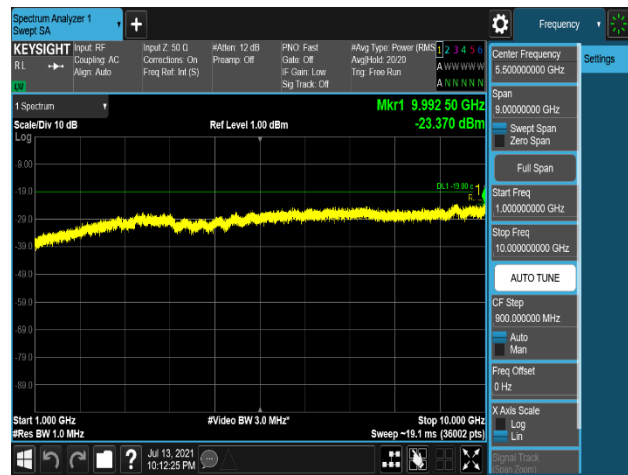 Spectrum Analyzer 1
Swept SA
+
Frequency
KEYSIGHT
RL
Input: RF
Coupling: AC
Align: Auto
Input Z: 50 Ω
Corrections: On
Freq Ref: Int (S)
#Atten: 12 dB
Preamp: Off
PNO: Fast
Gate: Off
IF Gain: Low
Sig Track: Off
#Avg Type: Power (RMS
Avg|Hold: 20/20
Trig: Free Run
1 2 3 4 5 6
A W W W W W
A N N N N N
Settings
Center Frequency
5.500000000 GHz
Span
9.00000000 GHz
Swept Span
Zero Span
Full Span
Start Freq
1.000000000 GHz
Stop Freq
10.000000000 GHz
AUTO TUNE
CF Step
900.000000 MHz
Auto
Man
Freq Offset
0 Hz
X Axis Scale
Log
Lin
Signal Track
(Span Zoom)
1 Spectrum
Scale/Div 10 dB
Ref Level 1.00 dBm
Mkr1 9.992 50 GHz
-23.370 dBm
Log
-9.00
-19.0
-29.0
-39.0
-49.0
-59.0
-69.0
-79.0
-89.0
DL1 -19.00
1
Start 1.000 GHz
#Video BW 3.0 MHz*
Stop 10.000 GHz
#Res BW 1.0 MHz
Sweep ~19.1 ms (36002 pts)
?
Jul 13, 2021
10:12:25 PM